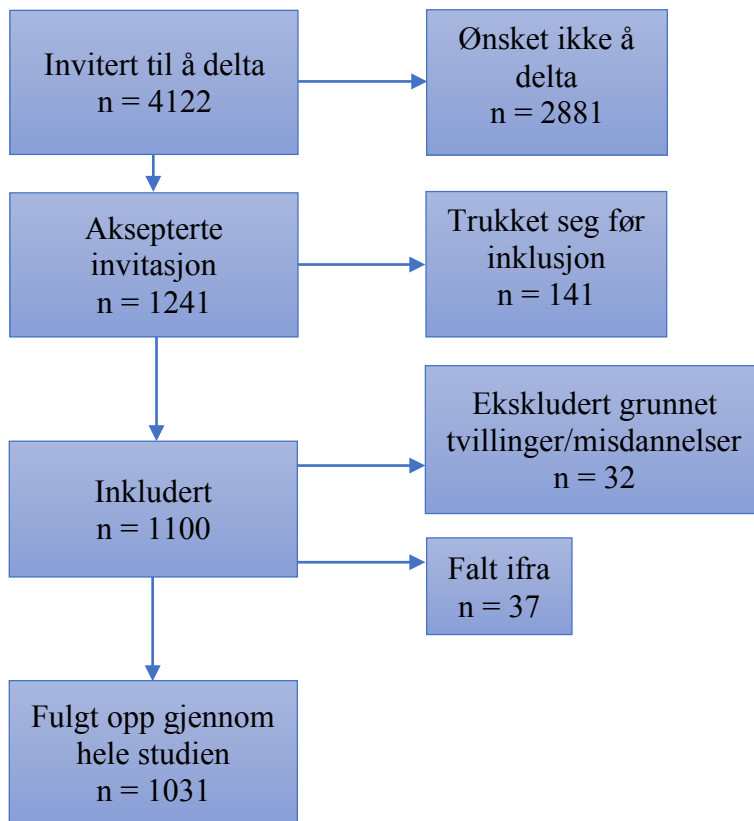 Invitert til å delta
n = 4122
Ønsket ikke å
delta
n = 2881
Aksepterte
invitasjon
n = 1241
Trukket seg før
inklusjon
n = 141
Inkludert
n = 1100
Ekskludert grunnet
tvillinger/misdannelser
n = 32
Falt ifra
n = 37
Fulgt opp gjennom
hele studien
n = 1031